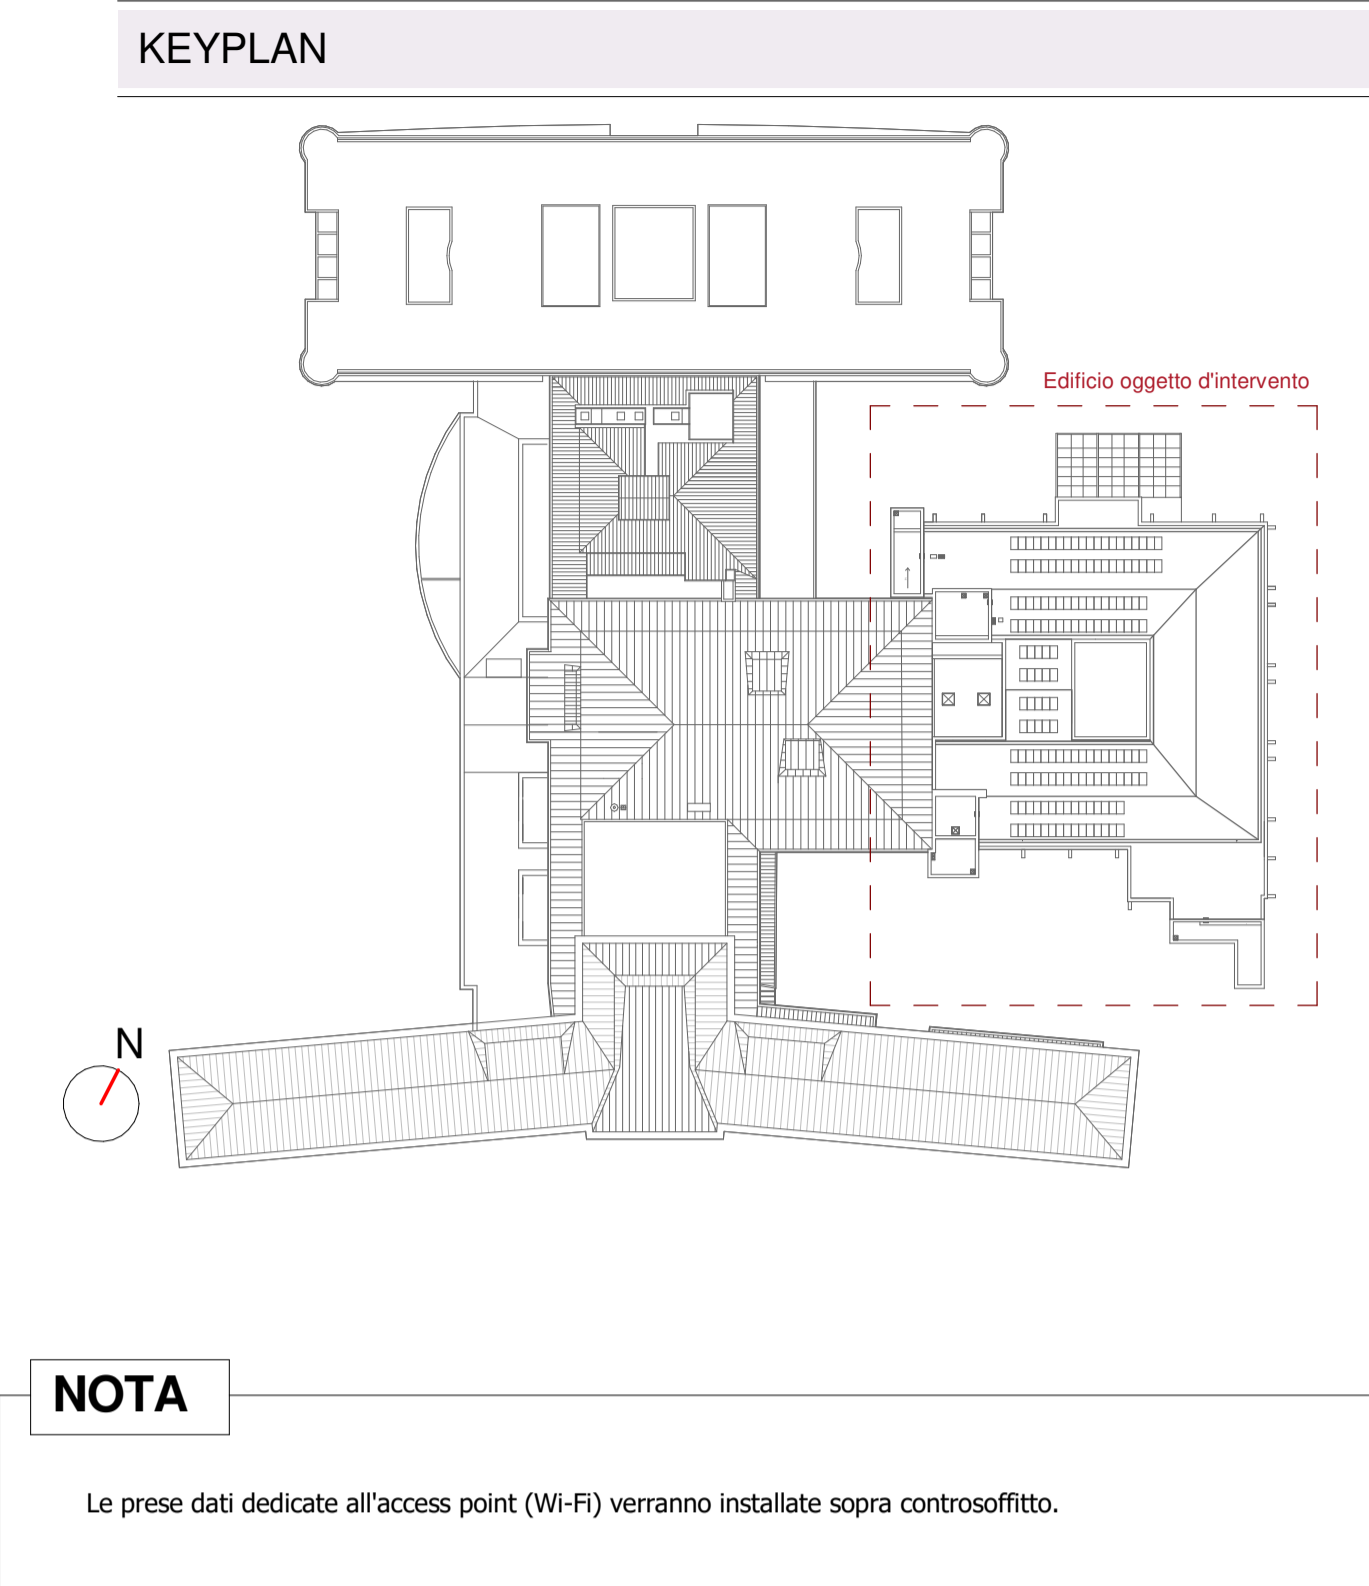 KEYPLAN
Edificio oggetto d'intervento
N
NOTA
Le prese dati dedicate all'access point (Wi-Fi) verranno installate sopra controsoffitto.